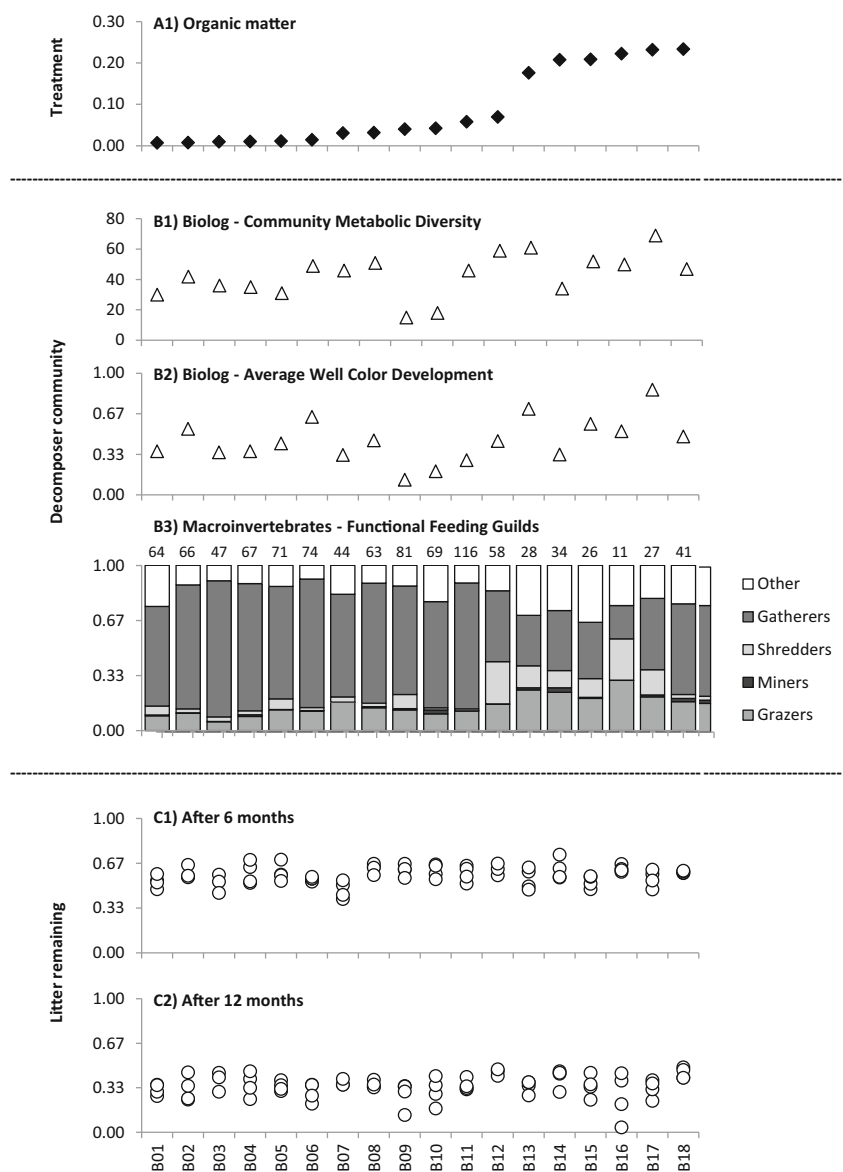 A1) Organic matter
0.30
0.20
0.10
0.00
Treatment
B1) Biolog - Community Metabolic Diversity
80
60
40
20
0
B2) Biolog - Average Well Color Development
1.00
0.67
0.33
0.00
Decomposer community
B3) Macroinvertebrates - Functional Feeding Guilds
64 66 47 67 71 74 44 63 81 69 116 58 28 34 26 11 27 41
1.00
0.67
0.33
0.00
Other
Gatherers
Shredders
Miners
Grazers
C1) After 6 months
1.00
0.67
0.33
0.00
Litter remaining
C2) After 12 months
1.00
0.67
0.33
0.00
B01 B02 B03 B04 B05 B06 B07 B08 B09 B10 B11 B12 B13 B14 B15 B16 B17 B18